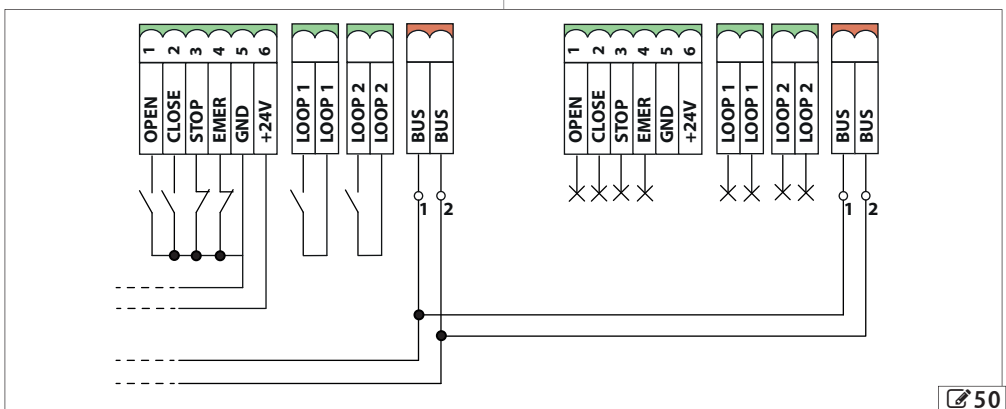 1 2 3 4 5 6
OPEN CLOSE STOP EMER GND +24V
LOOP 1 LOOP 1
LOOP 2 LOOP 2
BUS BUS
1 2
1 2 3 4 5 6
OPEN CLOSE STOP EMER GND +24V
LOOP 1 LOOP 1
LOOP 2 LOOP 2
BUS BUS
1 2
50